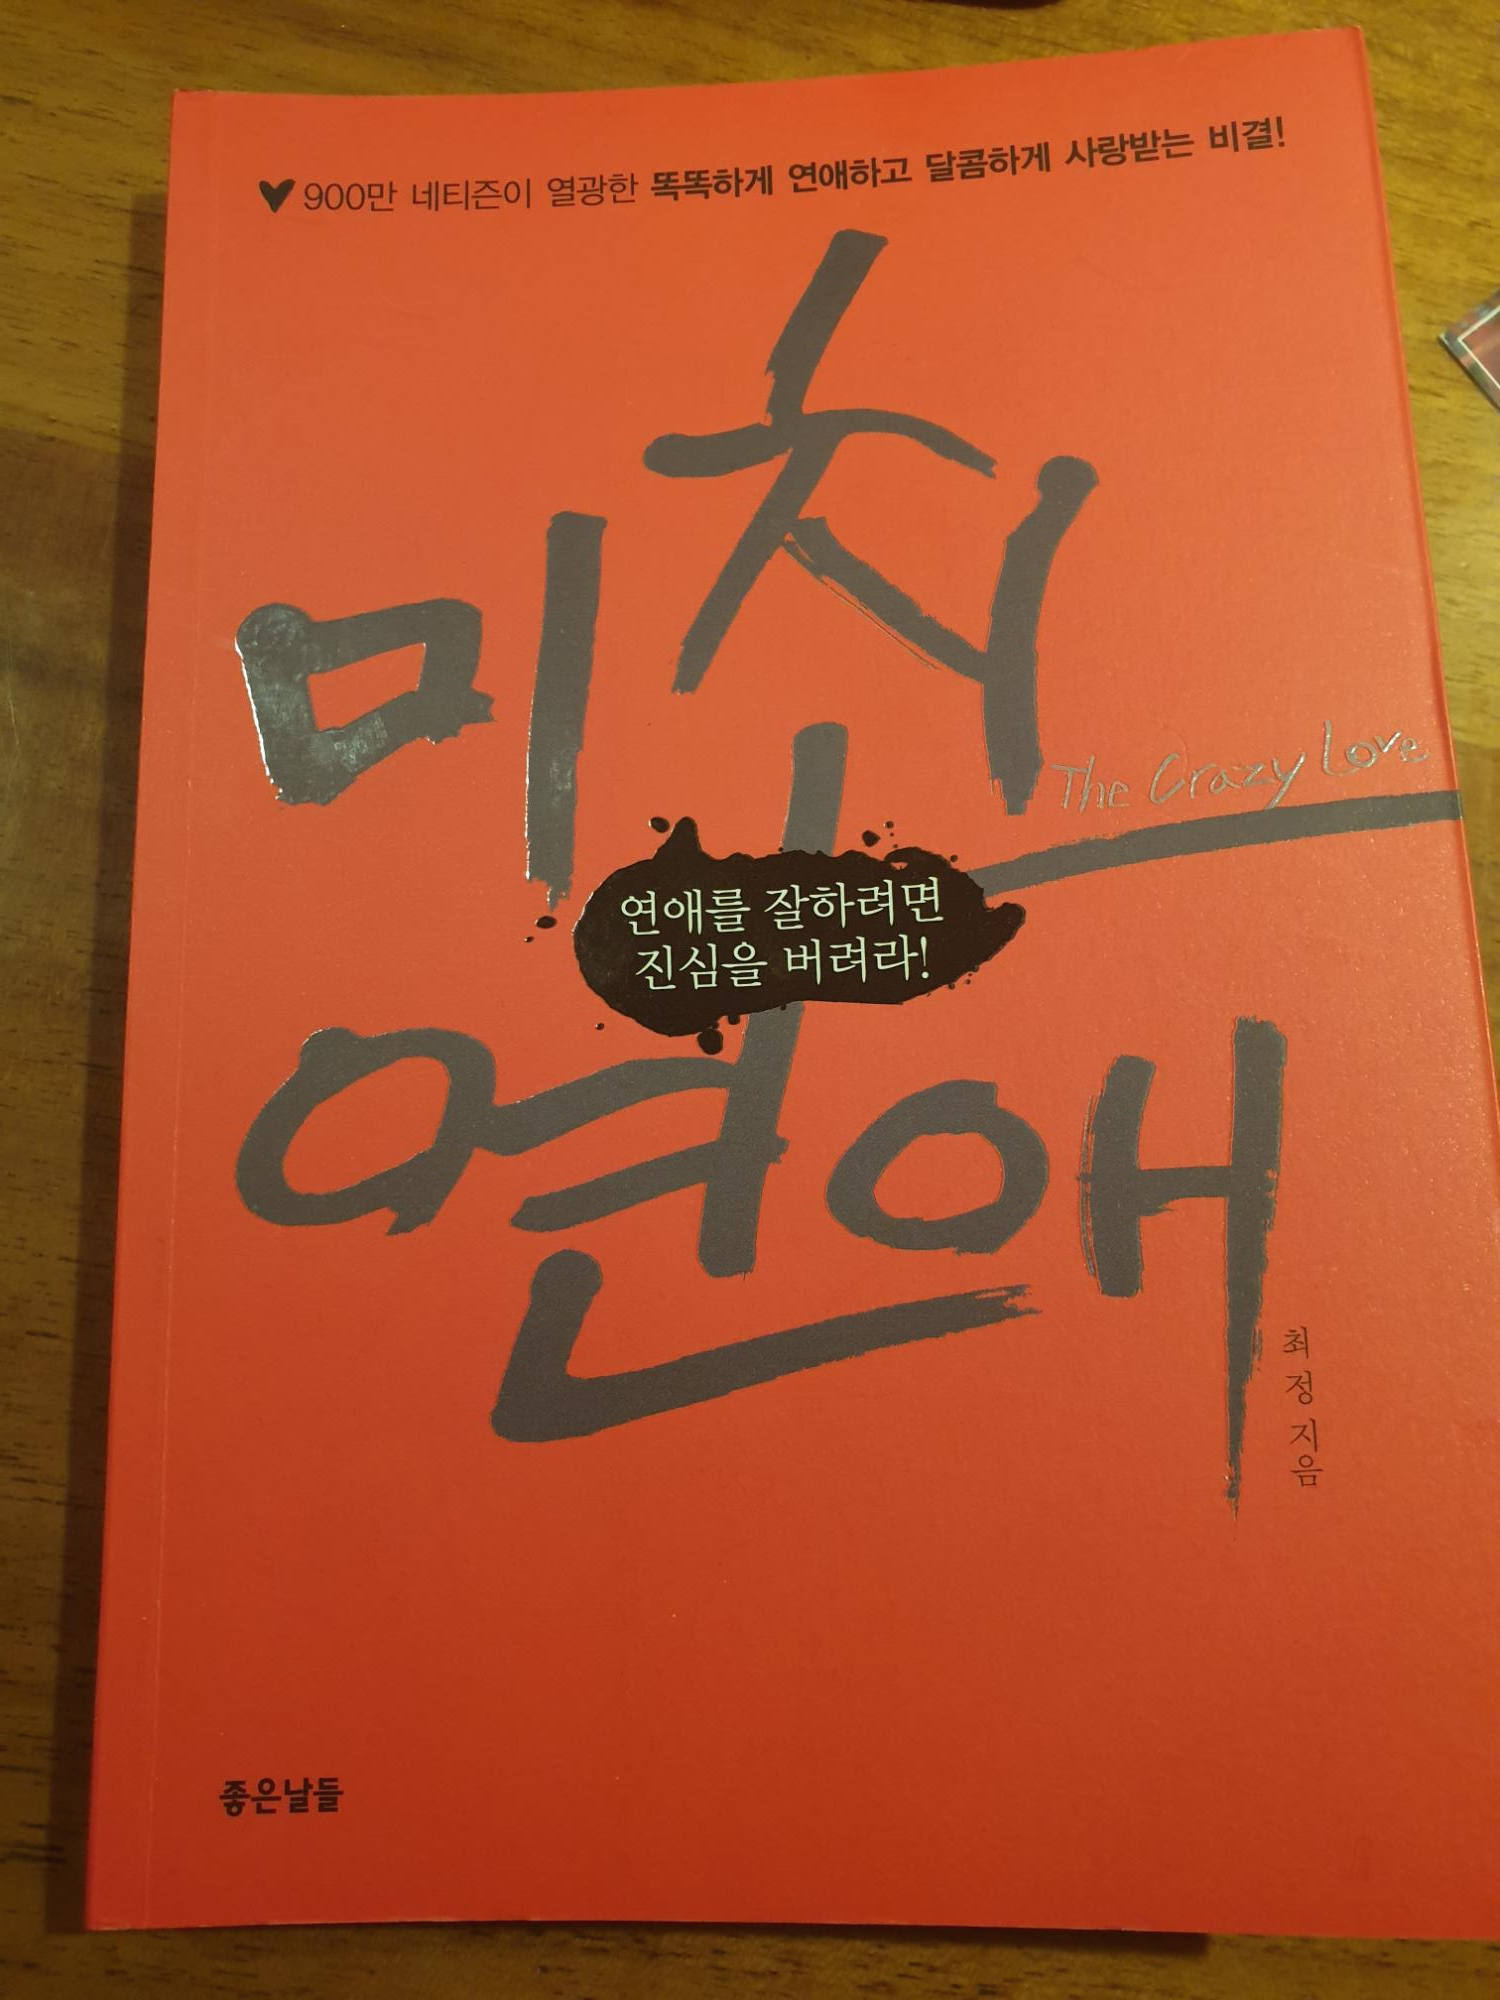 ♥900만 네티즌이 열광한 똑똑하게 연애하고 달콤하게 사랑받는 비결!
미친
The Crazy Love
연애를 잘하려면
진심을 버려라!
연애
최정 지음
좋은날들